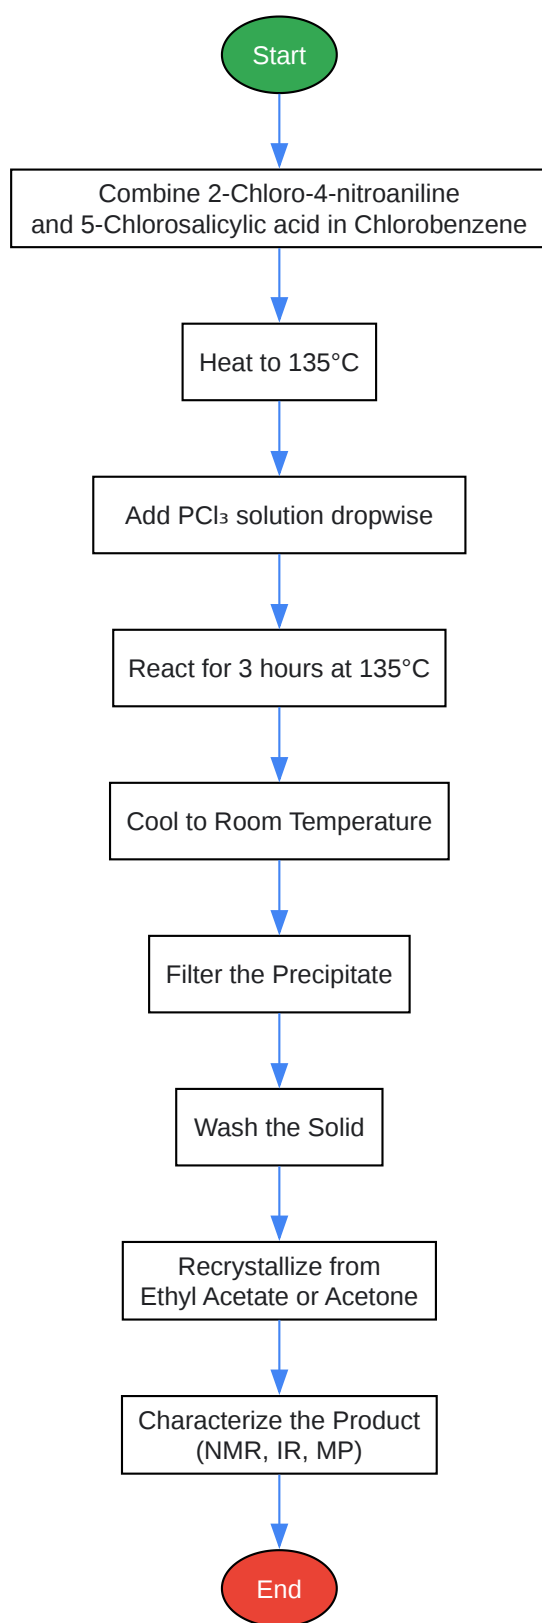 Start
Combine 2-Chloro-4-nitroaniline
and 5-Chlorosalicylic acid in Chlorobenzene
Heat to 135°C
Add PCl₃ solution dropwise
React for 3 hours at 135°C
Cool to Room Temperature
Filter the Precipitate
Wash the Solid
Recrystallize from
Ethyl Acetate or Acetone
Characterize the Product
(NMR, IR, MP)
End